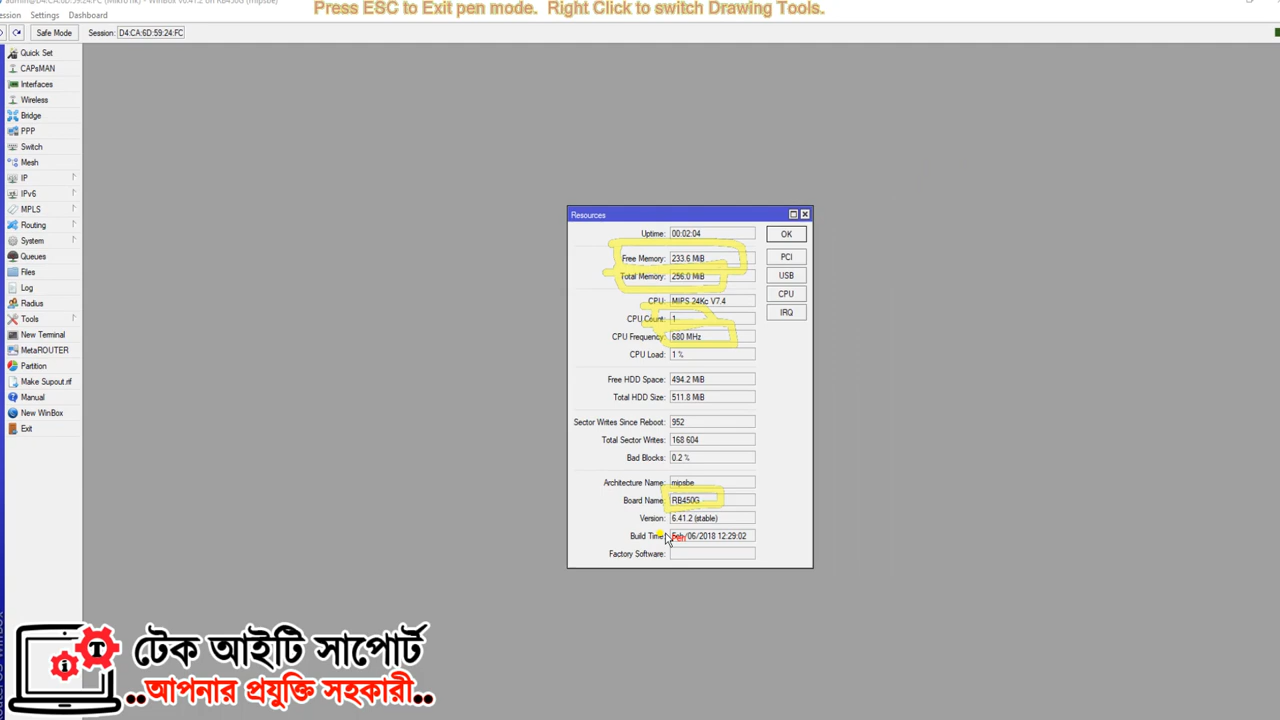 Press ESC to Exit pen mode. Right Click to switch Drawing Tools.
Session Settings Dashboard
Safe Mode Session: D4:CA:6D:59:24:FC
Quick Set
CAPsMAN
Interfaces
Wireless
Bridge
PPP
Switch
Mesh
IP
IPv6
MPLS
Routing
System
Queues
Files
Log
Radius
Tools
New Terminal
MetaROUTER
Partition
Make Supout.rif
Manual
New WinBox
Exit
Resources
Uptime: 00:02:04 OK
Free Memory: 233.6 MiB PCI
Total Memory: 256.0 MiB USB
CPU: MIPS 24Kc V7.4 CPU
CPU Count: 1 IRQ
CPU Frequency: 680 MHz
CPU Load: 1 %
Free HDD Space: 494.2 MiB
Total HDD Size: 511.8 MiB
Sector Writes Since Reboot: 952
Total Sector Writes: 168 604
Bad Blocks: 0.2 %
Architecture Name: mipsbe
Board Name: RB450G
Version: 6.41.2 (stable)
Build Time: Feb/06/2018 12:29:02
Factory Software:
টেক আইটি সাপোর্ট
..আপনার প্রযুক্তি সহকারী..